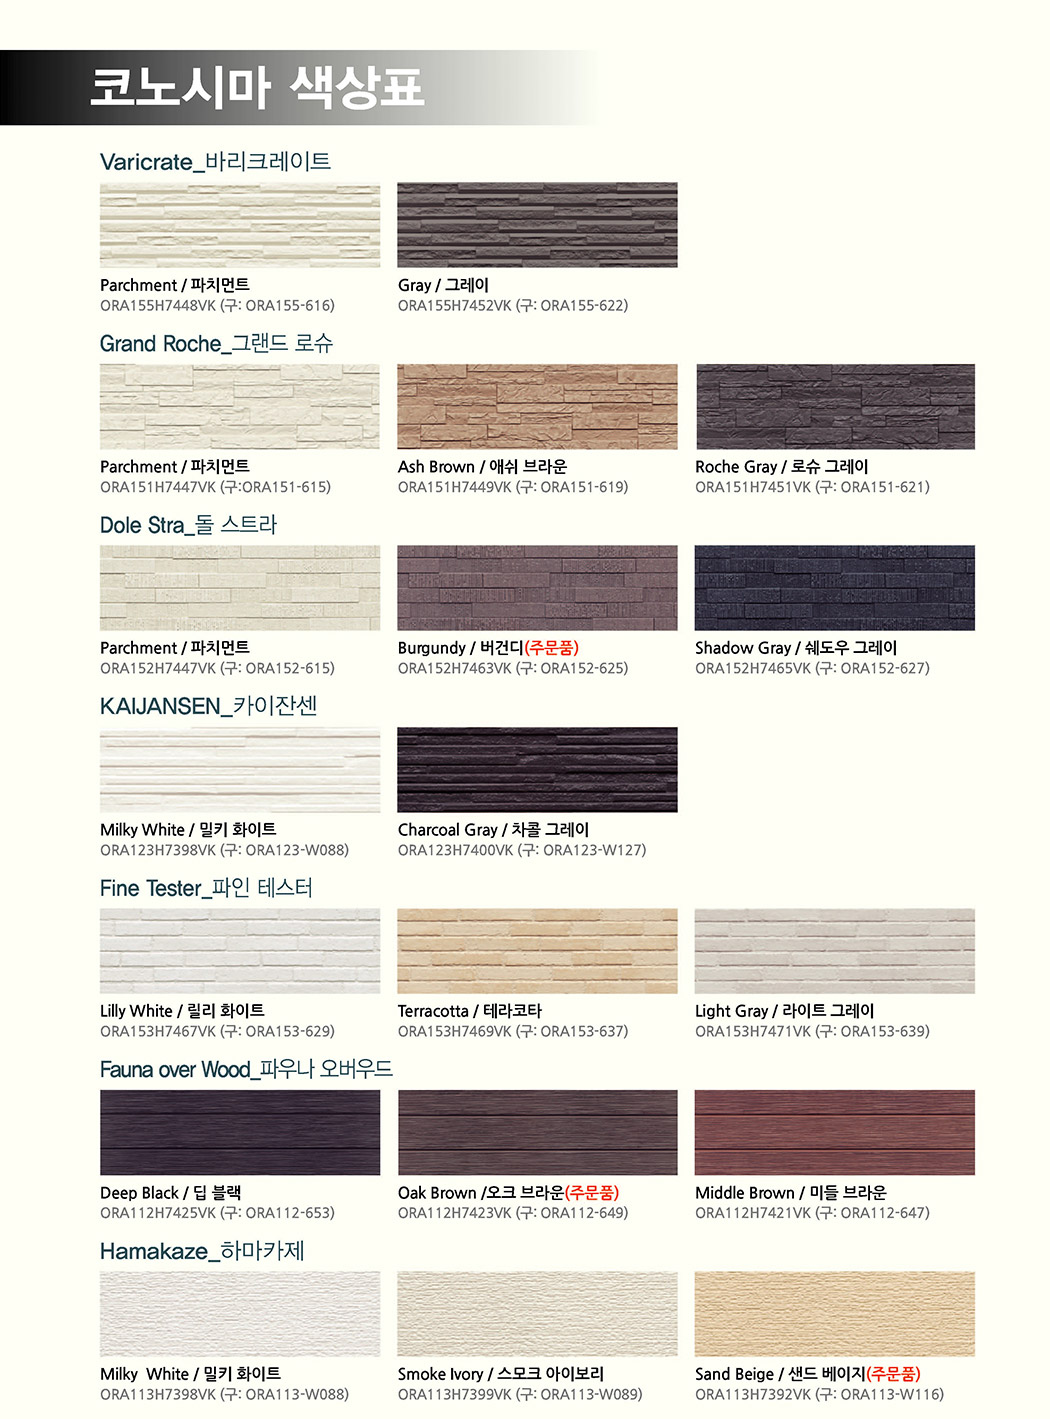 코노시마 색상표
Varicrate_바리크레이트
Parchment / 파치먼트
ORA155H7448VK (구: ORA155-616)
Gray / 그레이
ORA155H7452VK (구: ORA155-622)
Grand Roche_그랜드 로슈
Parchment / 파치먼트
ORA151H7447VK (구:ORA151-615)
Ash Brown / 애쉬 브라운
ORA151H7449VK (구: ORA151-619)
Roche Gray / 로슈 그레이
ORA151H7451VK (구: ORA151-621)
Dole Stra_돌 스트라
Parchment / 파치먼트
ORA152H7447VK (구: ORA152-615)
Burgundy / 버건디(주문품)
ORA152H7463VK (구: ORA152-625)
Shadow Gray / 쉐도우 그레이
ORA152H7465VK (구: ORA152-627)
KAIJANSEN_카이잔센
Milky White / 밀키 화이트
ORA123H7398VK (구: ORA123-W088)
Charcoal Gray / 차콜 그레이
ORA123H7400VK (구: ORA123-W127)
Fine Tester_파인 테스터
Lilly White / 릴리 화이트
ORA153H7467VK (구: ORA153-629)
Terracotta / 테라코타
ORA153H7469VK (구: ORA153-637)
Light Gray / 라이트 그레이
ORA153H7471VK (구: ORA153-639)
Fauna over Wood_파우나 오버우드
Deep Black / 딥 블랙
ORA112H7425VK (구: ORA112-653)
Oak Brown /오크 브라운(주문품)
ORA112H7423VK (구: ORA112-649)
Middle Brown / 미들 브라운
ORA112H7421VK (구: ORA112-647)
Hamakaze_하마카제
Milky White / 밀키 화이트
ORA113H7398VK (구: ORA113-W088)
Smoke Ivory / 스모크 아이보리
ORA113H7399VK (구: ORA113-W089)
Sand Beige / 샌드 베이지(주문품)
ORA113H7392VK (구: ORA113-W116)